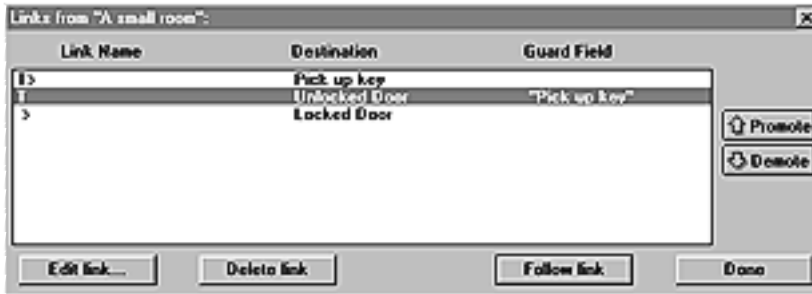 Links from "A small room":
Link Name Destination Guard Field
T> Pick up key
T Unlocked Door "Pick up key"
> Locked Door
Promote
Demote
Edit link... Delete link Follow link Done